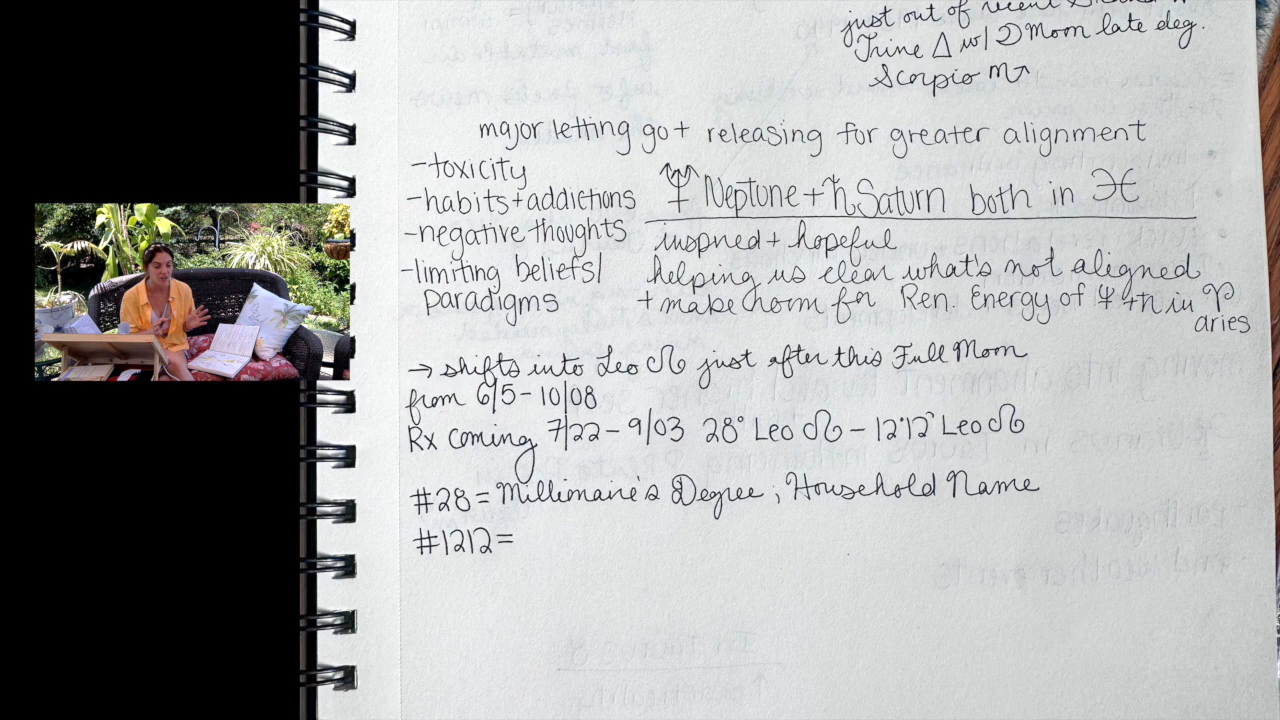 just out of recent
Trine △ w/ ☽ Moon late deg.
Scorpio ♏
major letting go + releasing for greater alignment
-toxicity
-habits + addictions
-negative thoughts
-limiting beliefs/
paradigms
♆ Neptune + ♄ Saturn both in ♓
inspired + hopeful
helping us clear what's not aligned
+ make room for Ren. Energy of ♆ + ♄ in ♈
aries
→ shifts into Leo ♌ just after this Full Moon
from 6/5 - 10/08
Rx coming 7/22 - 9/03 28° Leo ♌ - 12°12° Leo ♌
#28 = Millionaire's Degree, Household Name
#1212 =